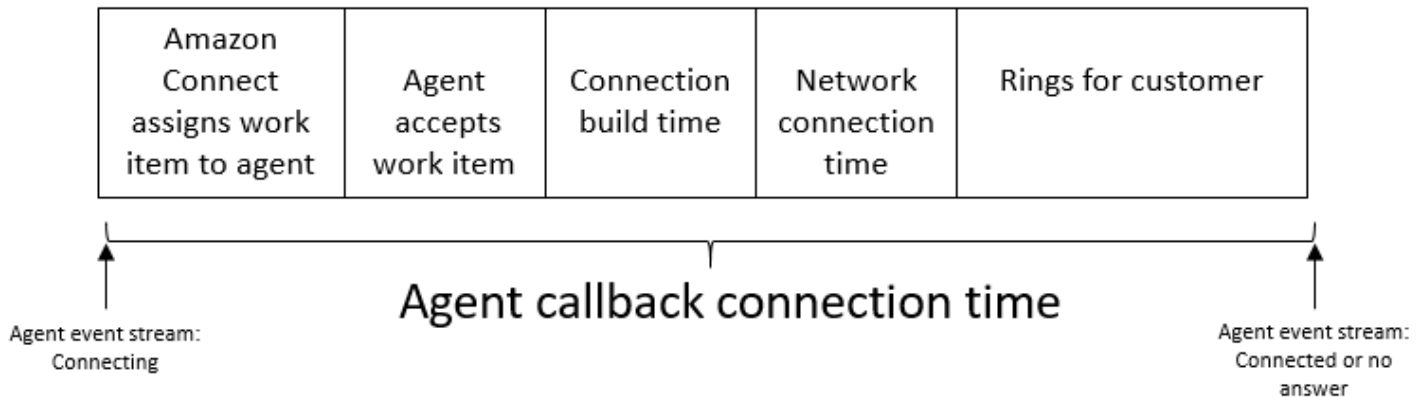 Amazon
Connect
assigns work
item to agent
Agent
accepts
work item
Connection
build time
Network
connection
time
Rings for customer
Agent callback connection time
Agent event stream:
Connecting
Agent event stream:
Connected or no
answer